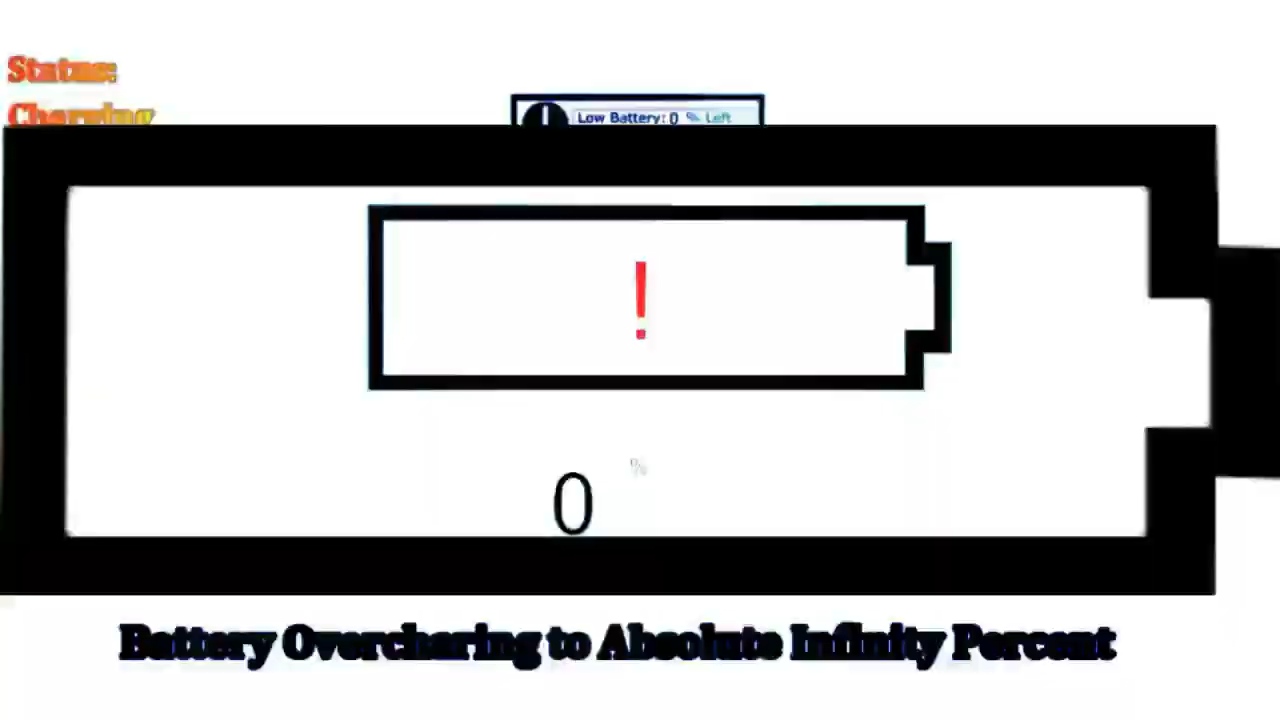 Status:
Charging
Low Battery: 0 % Left
!
%
0
Battery Overcharing to Absolute Infinity Percent